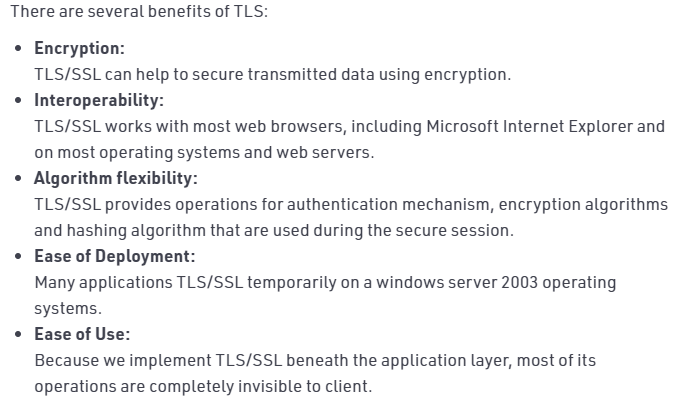 There are several benefits of TLS:
• Encryption:
TLS/SSL can help to secure transmitted data using encryption.
• Interoperability:
TLS/SSL works with most web browsers, including Microsoft Internet Explorer and
on most operating systems and web servers.
• Algorithm flexibility:
TLS/SSL provides operations for authentication mechanism, encryption algorithms
and hashing algorithm that are used during the secure session.
• Ease of Deployment:
Many applications TLS/SSL temporarily on a windows server 2003 operating
systems.
• Ease of Use:
Because we implement TLS/SSL beneath the application layer, most of its
operations are completely invisible to client.